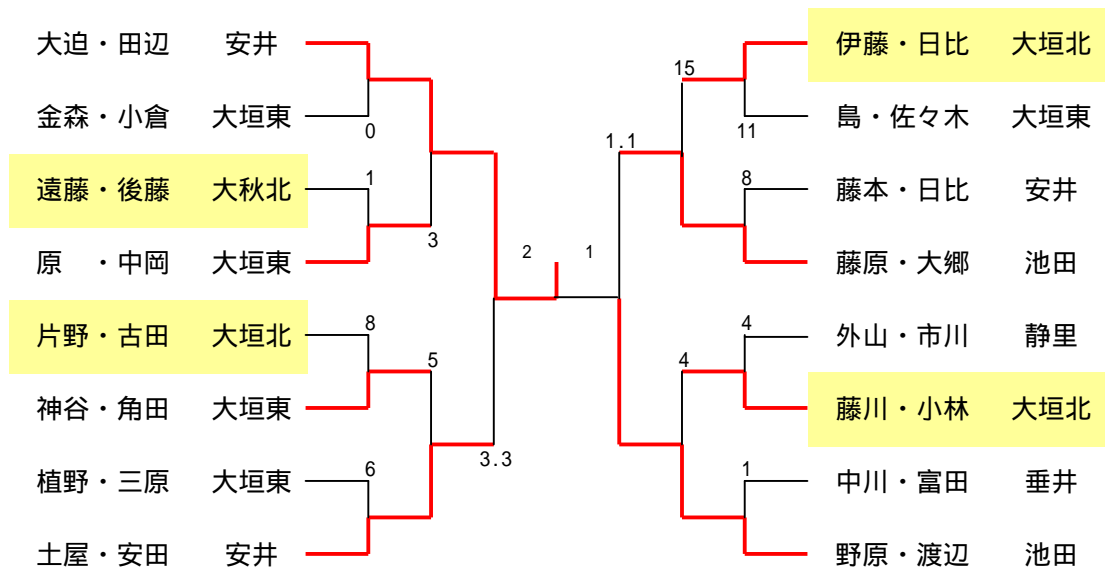 大迫・田辺 安井
金森・小倉 大垣東
遠藤・後藤 大秋北
原 ・中岡 大垣東
片野・古田 大垣北
神谷・角田 大垣東
植野・三原 大垣東
土屋・安田 安井
0
1
3
8
5
6
3.3
2
1
15
11
1.1
8
4
4
1
伊藤・日比 大垣北
島・佐々木 大垣東
藤本・日比 安井
藤原・大郷 池田
外山・市川 静里
藤川・小林 大垣北
中川・富田 垂井
野原・渡辺 池田